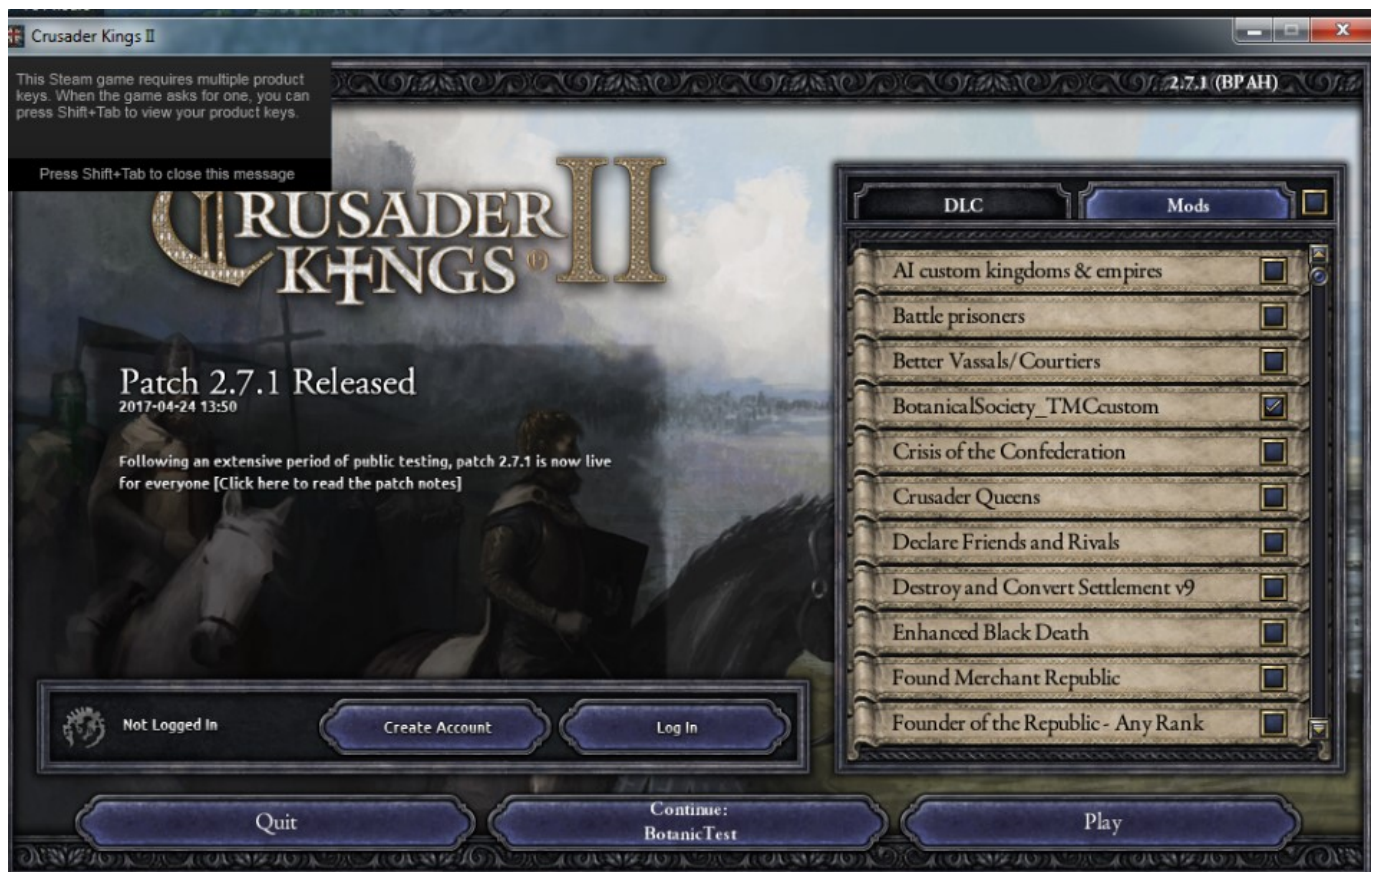 Crusader Kings II
This Steam game requires multiple product
keys. When the game asks for one, you can
press Shift+Tab to view your product keys.
Press Shift+Tab to close this message
2.7.1 (BPAH)
CRUSADER
KINGS II
DLC
Mods
AI custom kingdoms & empires
Battle prisoners
Better Vassals/Courtiers
BotanicalSociety_TMCcustom
Crisis of the Confederation
Crusader Queens
Declare Friends and Rivals
Destroy and Convert Settlement v9
Enhanced Black Death
Found Merchant Republic
Founder of the Republic - Any Rank
Patch 2.7.1 Released
2017-04-24 13:50
Following an extensive period of public testing, patch 2.7.1 is now live
for everyone [Click here to read the patch notes]
Not Logged In
Create Account
Log In
Quit
Continue:
BotanicTest
Play